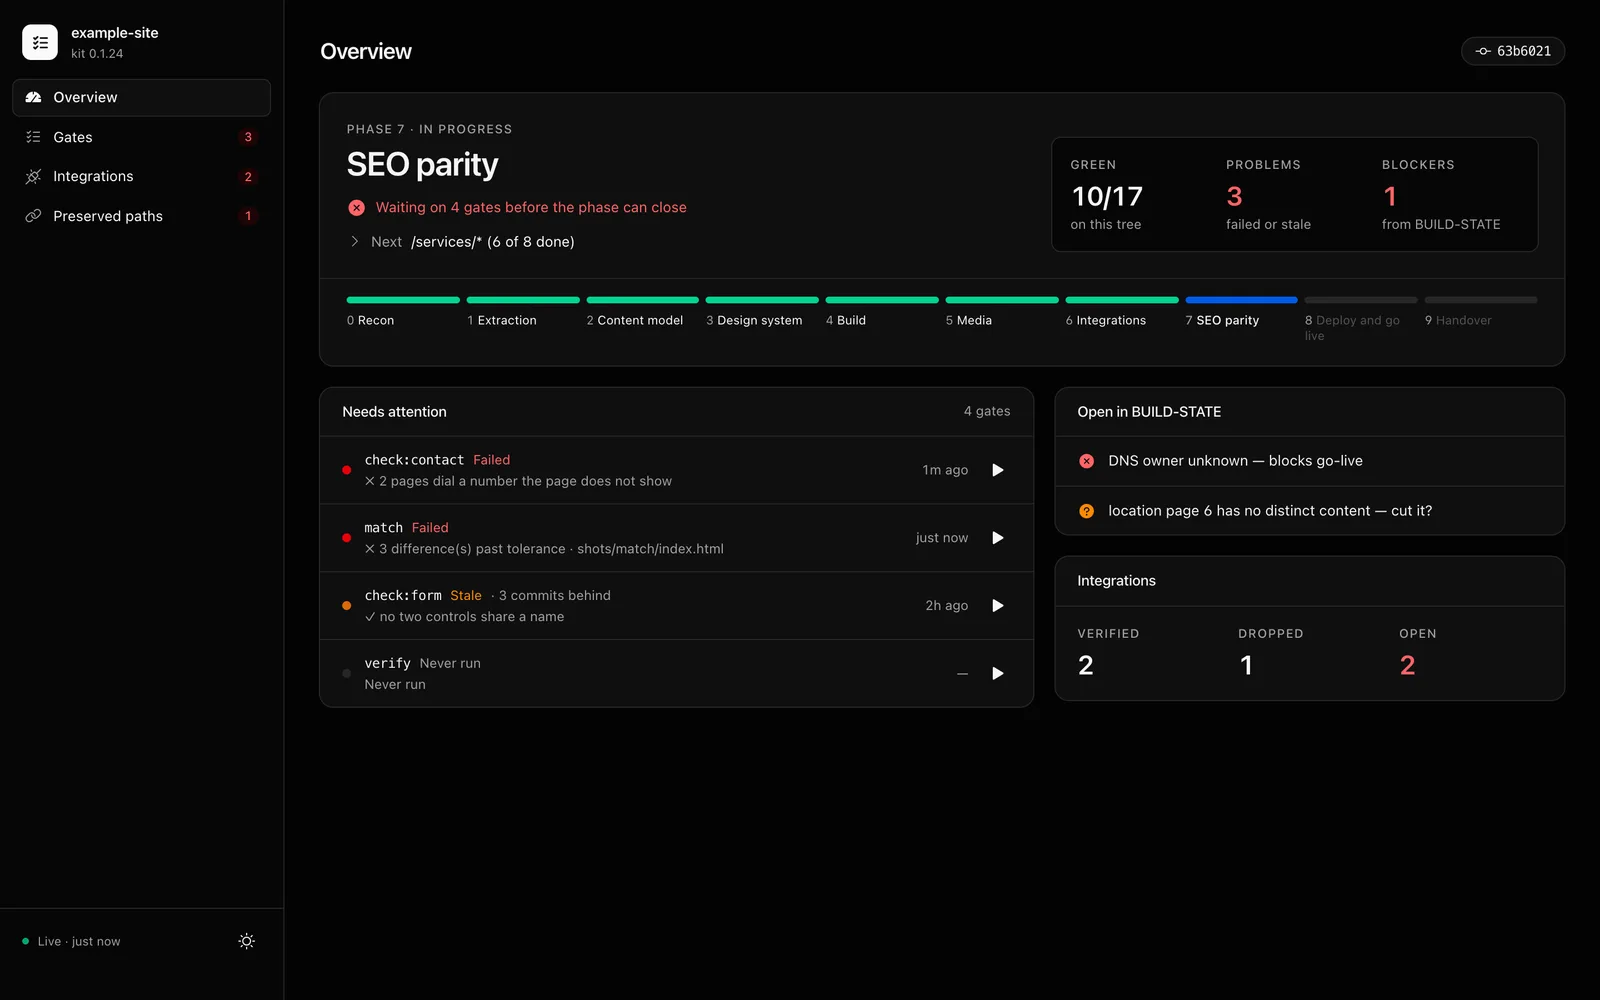 example-site
kit 0.1.24
Overview
Gates 3
Integrations 2
Preserved paths 1
Live · just now
Overview
63b6021
PHASE 7 · IN PROGRESS
SEO parity
Waiting on 4 gates before the phase can close
Next /services/* (6 of 8 done)
GREEN
10/17
on this tree
PROBLEMS
3
failed or stale
BLOCKERS
1
from BUILD-STATE
0 Recon
1 Extraction
2 Content model
3 Design system
4 Build
5 Media
6 Integrations
7 SEO parity
8 Deploy and go
live
9 Handover
Needs attention
4 gates
check:contact Failed
✕ 2 pages dial a number the page does not show
1m ago
match Failed
✕ 3 difference(s) past tolerance · shots/match/index.html
just now
check:form Stale · 3 commits behind
✓ no two controls share a name
2h ago
verify Never run
Never run
—
Open in BUILD-STATE
DNS owner unknown — blocks go-live
location page 6 has no distinct content — cut it?
Integrations
VERIFIED
2
DROPPED
1
OPEN
2